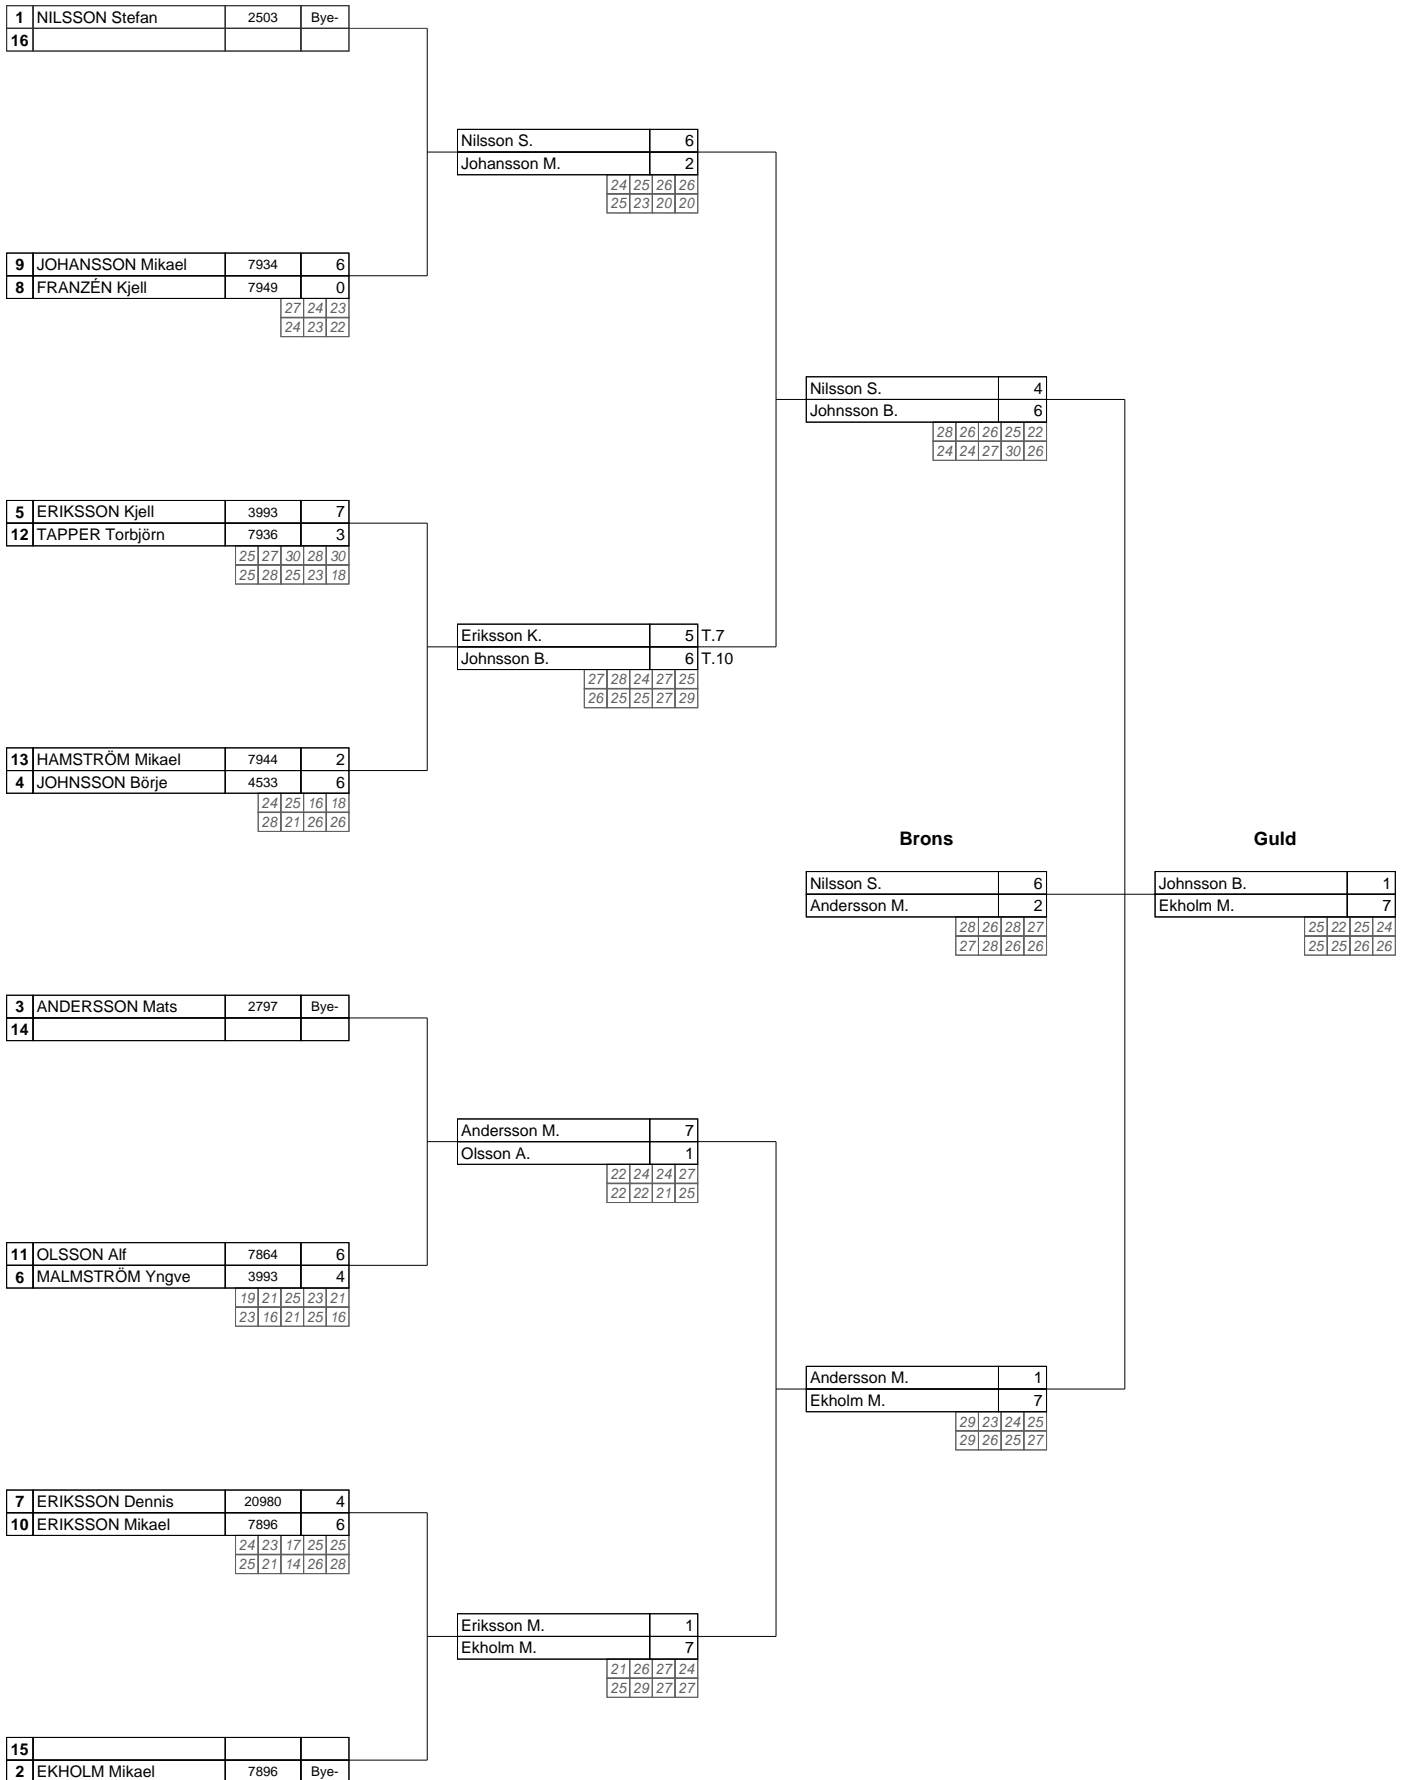 1 NILSSON Stefan 2503 Bye-
16
Nilsson S. 6
Johansson M. 2
24 25 26 26
25 23 20 20
9 JOHANSSON Mikael 7934 6
8 FRANZÉN Kjell 7949 0
27 24 23
24 23 22
Nilsson S. 4
Johnsson B. 6
28 26 26 25 22
24 24 27 30 26
5 ERIKSSON Kjell 3993 7
12 TAPPER Torbjörn 7936 3
25 27 30 28 30
25 28 25 23 18
Eriksson K. 5 T.7
Johnsson B. 6 T.10
27 28 24 27 25
26 25 25 27 29
13 HAMSTRÖM Mikael 7944 2
4 JOHNSSON Börje 4533 6
24 25 16 18
28 21 26 26
Brons Guld
Nilsson S. 6 Johnsson B. 1
Andersson M. 2 Ekholm M. 7
28 26 28 27 25 22 25 24
27 28 26 26 25 25 26 26
3 ANDERSSON Mats 2797 Bye-
14
Andersson M. 7
Olsson A. 1
22 24 24 27
22 22 21 25
11 OLSSON Alf 7864 6
6 MALMSTRÖM Yngve 3993 4
19 21 25 23 21
23 16 21 25 16
Andersson M. 1
Ekholm M. 7
29 23 24 25
29 26 25 27
7 ERIKSSON Dennis 20980 4
10 ERIKSSON Mikael 7896 6
24 23 17 25 25
25 21 14 26 28
Eriksson M. 1
Ekholm M. 7
21 26 27 24
25 29 27 27
15
2 EKHOLM Mikael 7896 Bye-